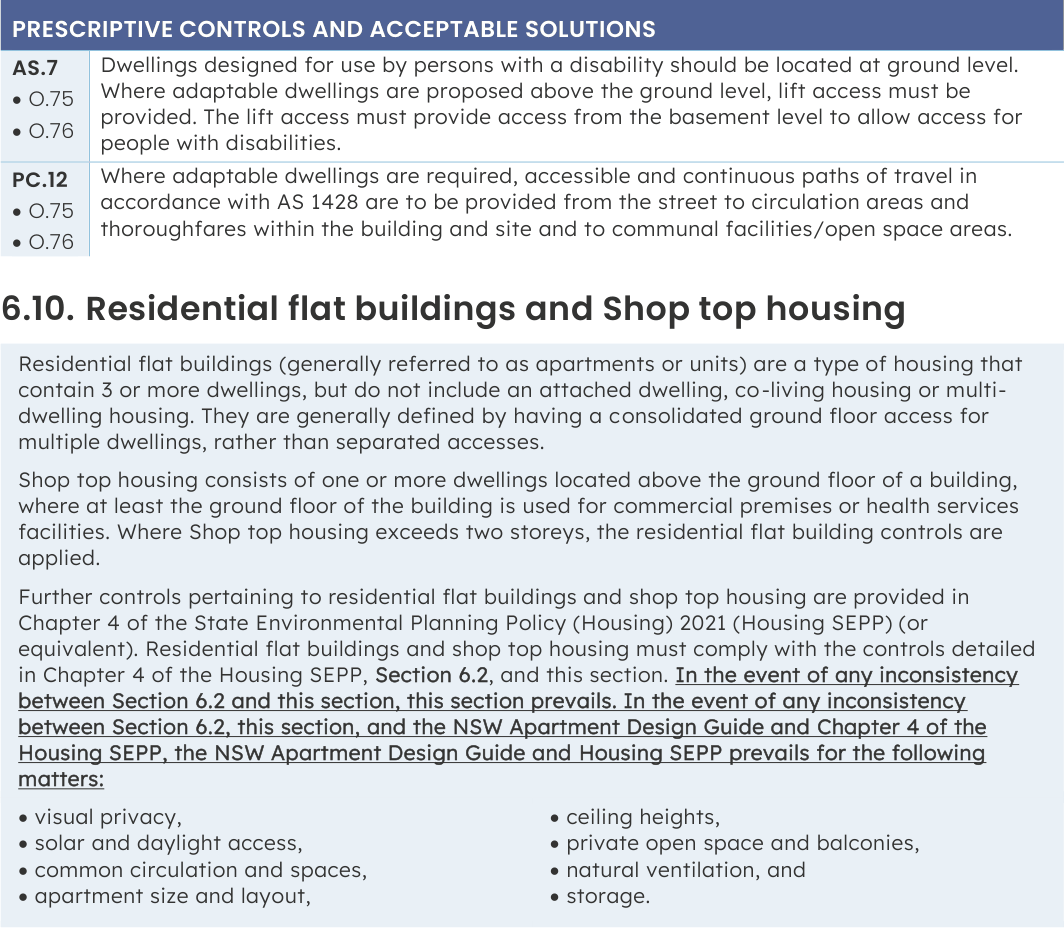 PRESCRIPTIVE CONTROLS AND ACCEPTABLE SOLUTIONS
AS.7
• O.75
• O.76
Dwellings designed for use by persons with a disability should be located at ground level.
Where adaptable dwellings are proposed above the ground level, lift access must be
provided. The lift access must provide access from the basement level to allow access for
people with disabilities.
PC.12
• O.75
• O.76
Where adaptable dwellings are required, accessible and continuous paths of travel in
accordance with AS 1428 are to be provided from the street to circulation areas and
thoroughfares within the building and site and to communal facilities/open space areas.
6.10. Residential flat buildings and Shop top housing
Residential flat buildings (generally referred to as apartments or units) are a type of housing that
contain 3 or more dwellings, but do not include an attached dwelling, co-living housing or multi-
dwelling housing. They are generally defined by having a consolidated ground floor access for
multiple dwellings, rather than separated accesses.
Shop top housing consists of one or more dwellings located above the ground floor of a building,
where at least the ground floor of the building is used for commercial premises or health services
facilities. Where Shop top housing exceeds two storeys, the residential flat building controls are
applied.
Further controls pertaining to residential flat buildings and shop top housing are provided in
Chapter 4 of the State Environmental Planning Policy (Housing) 2021 (Housing SEPP) (or
equivalent). Residential flat buildings and shop top housing must comply with the controls detailed
in Chapter 4 of the Housing SEPP, Section 6.2, and this section. In the event of any inconsistency
between Section 6.2 and this section, this section prevails. In the event of any inconsistency
between Section 6.2, this section, and the NSW Apartment Design Guide and Chapter 4 of the
Housing SEPP, the NSW Apartment Design Guide and Housing SEPP prevails for the following
matters:
• visual privacy,
• solar and daylight access,
• common circulation and spaces,
• apartment size and layout,
• ceiling heights,
• private open space and balconies,
• natural ventilation, and
• storage.